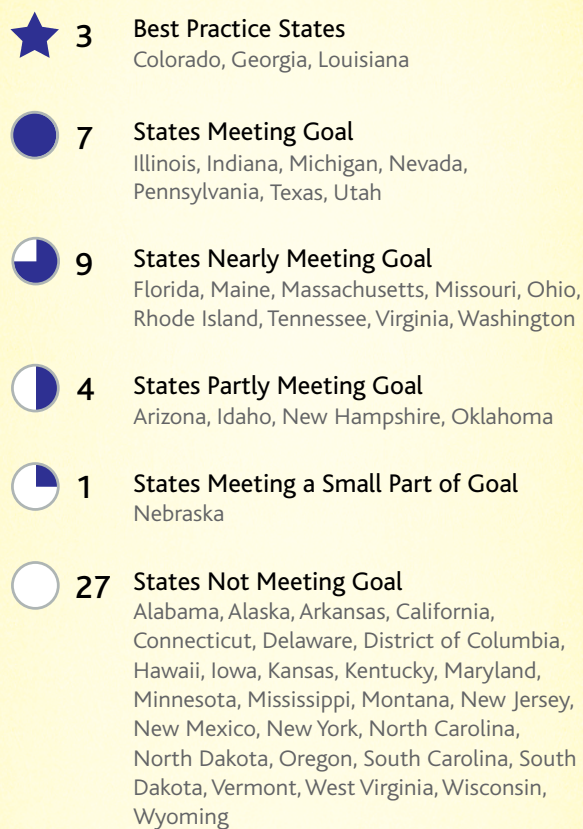 3 Best Practice States
Colorado, Georgia, Louisiana
7 States Meeting Goal
Illinois, Indiana, Michigan, Nevada,
Pennsylvania, Texas, Utah
9 States Nearly Meeting Goal
Florida, Maine, Massachusetts, Missouri, Ohio,
Rhode Island, Tennessee, Virginia, Washington
4 States Partly Meeting Goal
Arizona, Idaho, New Hampshire, Oklahoma
1 States Meeting a Small Part of Goal
Nebraska
27 States Not Meeting Goal
Alabama, Alaska, Arkansas, California,
Connecticut, Delaware, District of Columbia,
Hawaii, Iowa, Kansas, Kentucky, Maryland,
Minnesota, Mississippi, Montana, New Jersey,
New Mexico, New York, North Carolina,
North Dakota, Oregon, South Carolina, South
Dakota, Vermont, West Virginia, Wisconsin,
Wyoming